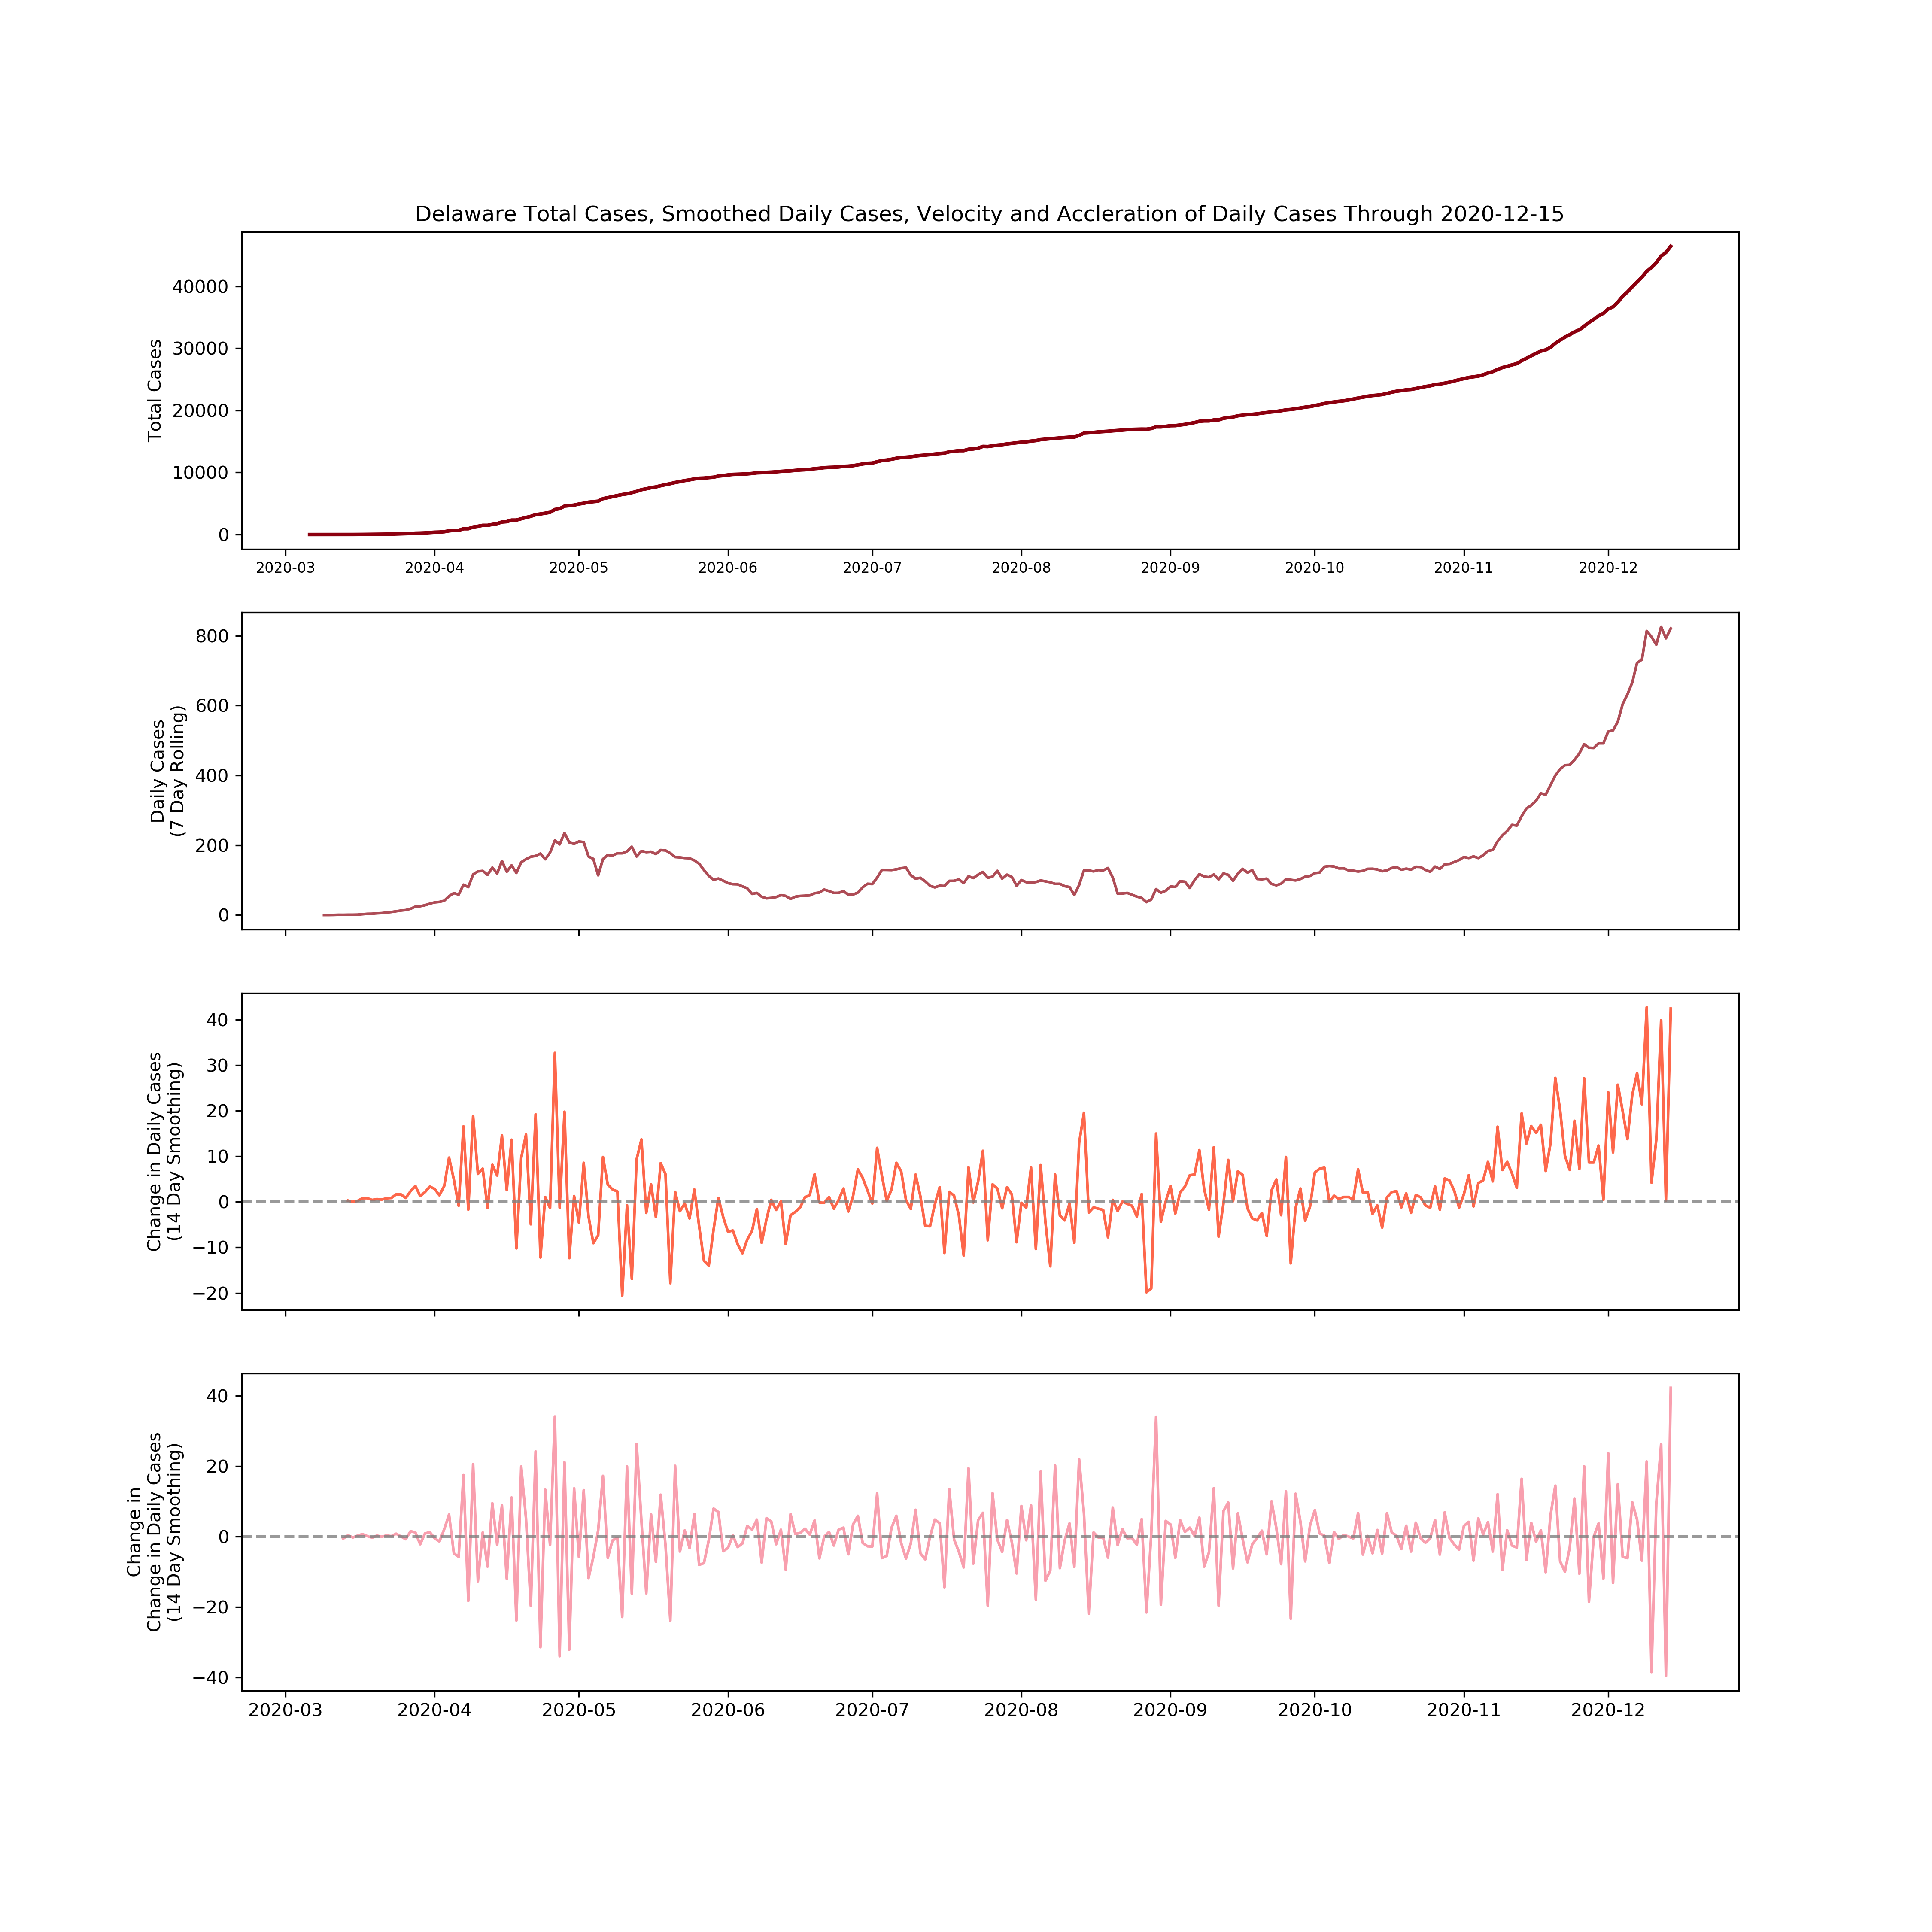 Delaware Total Cases, Smoothed Daily Cases, Velocity and Accleration of Daily Cases Through 2020-12-15
Total Cases
40000
30000
20000
10000
0
2020-03 2020-04 2020-05 2020-06 2020-07 2020-08 2020-09 2020-10 2020-11 2020-12
Daily Cases
(7 Day Rolling)
800
600
400
200
0
Change in Daily Cases
(14 Day Smoothing)
40
30
20
10
0
−10
−20
Change in
Change in Daily Cases
(14 Day Smoothing)
40
20
0
−20
−40
2020-03 2020-04 2020-05 2020-06 2020-07 2020-08 2020-09 2020-10 2020-11 2020-12